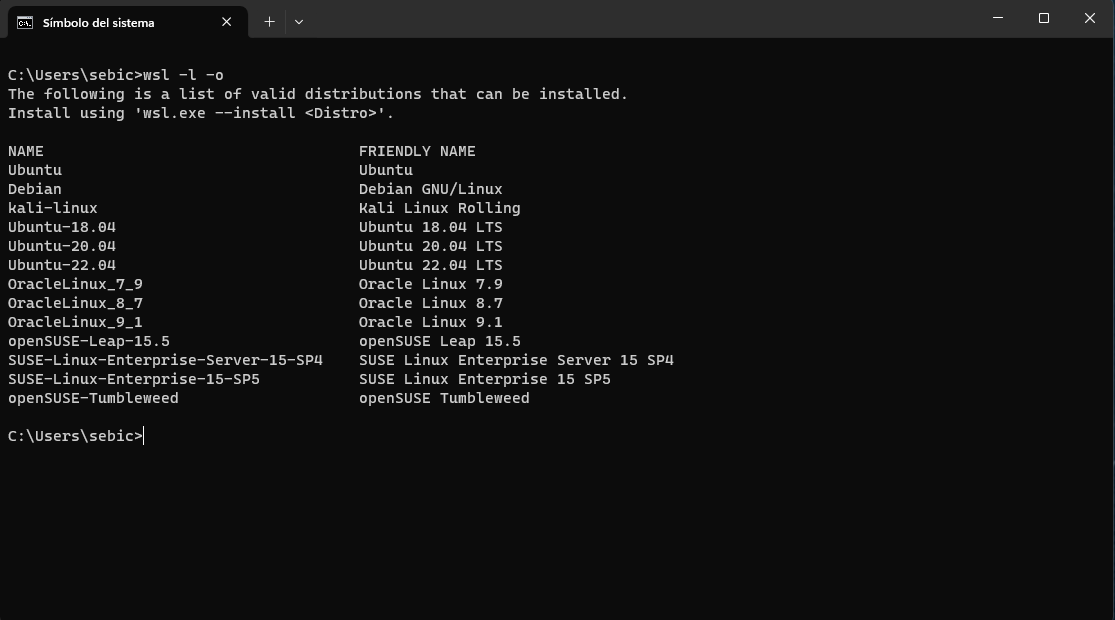 Símbolo del sistema
C:\Users\sebic>wsl -l -o
The following is a list of valid distributions that can be installed.
Install using 'wsl.exe --install <Distro>'.
NAME FRIENDLY NAME
Ubuntu Ubuntu
Debian Debian GNU/Linux
kali-linux Kali Linux Rolling
Ubuntu-18.04 Ubuntu 18.04 LTS
Ubuntu-20.04 Ubuntu 20.04 LTS
Ubuntu-22.04 Ubuntu 22.04 LTS
OracleLinux_7_9 Oracle Linux 7.9
OracleLinux_8_7 Oracle Linux 8.7
OracleLinux_9_1 Oracle Linux 9.1
openSUSE-Leap-15.5 openSUSE Leap 15.5
SUSE-Linux-Enterprise-Server-15-SP4 SUSE Linux Enterprise Server 15 SP4
SUSE-Linux-Enterprise-15-SP5 SUSE Linux Enterprise 15 SP5
openSUSE-Tumbleweed openSUSE Tumbleweed
C:\Users\sebic>